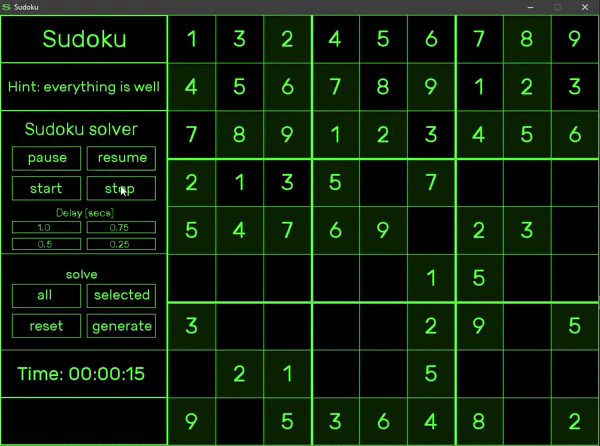 Sudoku
Sudoku 1 3 2 4 5 6 7 8 9
Hint: everything is well 4 5 6 7 8 9 1 2 3
Sudoku solver 7 8 9 1 2 3 4 5 6
pause resume
start stop 2 1 3 5 7
Delay [secs]
1.0 0.75 5 4 7 6 9 2 3
0.5 0.25
solve 1 5
all selected
reset generate 3 2 9 5
Time: 00:00:15 2 1 5
9 5 3 6 4 8 2